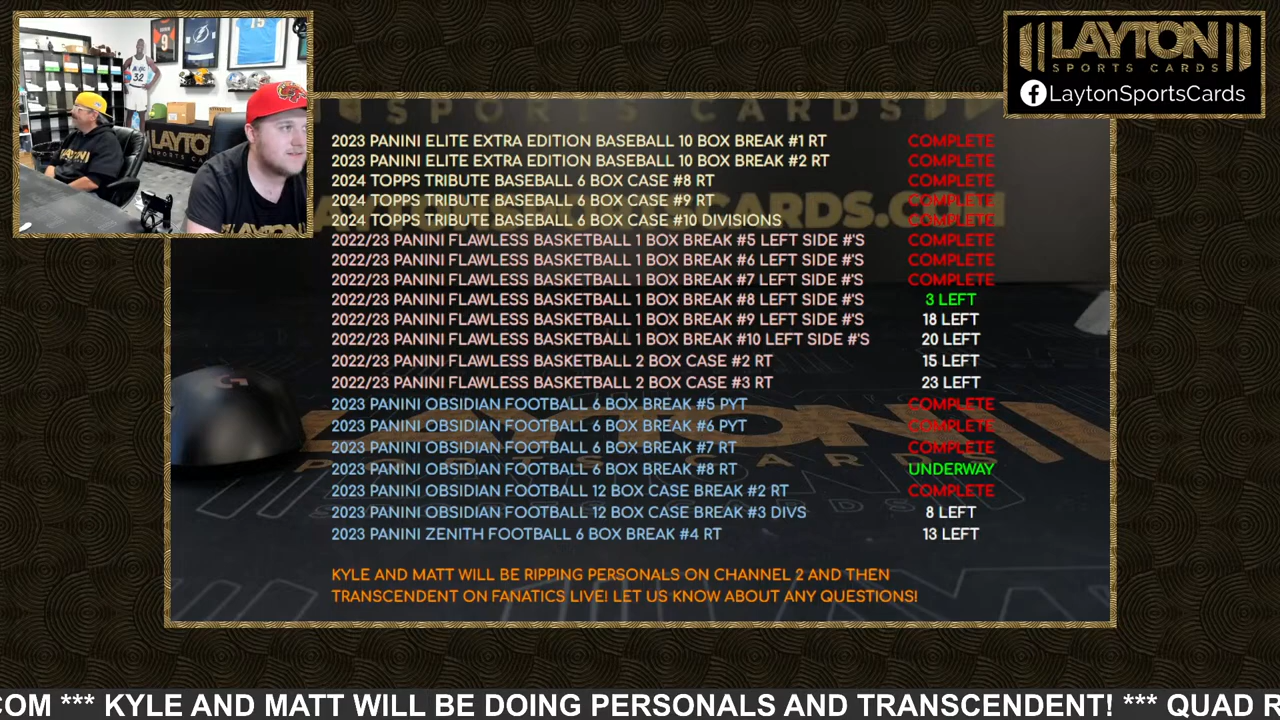 LAYTON
SPORTS CARDS
LaytonSportsCards
9
15
32
LAYTON
2023 PANINI ELITE EXTRA EDITION BASEBALL 10 BOX BREAK #1 RT COMPLETE
2023 PANINI ELITE EXTRA EDITION BASEBALL 10 BOX BREAK #2 RT COMPLETE
2024 TOPPS TRIBUTE BASEBALL 6 BOX CASE #8 RT COMPLETE
2024 TOPPS TRIBUTE BASEBALL 6 BOX CASE #9 RT COMPLETE
2024 TOPPS TRIBUTE BASEBALL 6 BOX CASE #10 DIVISIONS COMPLETE
2022/23 PANINI FLAWLESS BASKETBALL 1 BOX BREAK #5 LEFT SIDE #'S COMPLETE
2022/23 PANINI FLAWLESS BASKETBALL 1 BOX BREAK #6 LEFT SIDE #'S COMPLETE
2022/23 PANINI FLAWLESS BASKETBALL 1 BOX BREAK #7 LEFT SIDE #'S COMPLETE
2022/23 PANINI FLAWLESS BASKETBALL 1 BOX BREAK #8 LEFT SIDE #'S 3 LEFT
2022/23 PANINI FLAWLESS BASKETBALL 1 BOX BREAK #9 LEFT SIDE #'S 18 LEFT
2022/23 PANINI FLAWLESS BASKETBALL 1 BOX BREAK #10 LEFT SIDE #'S 20 LEFT
2022/23 PANINI FLAWLESS BASKETBALL 2 BOX CASE #2 RT 15 LEFT
2022/23 PANINI FLAWLESS BASKETBALL 2 BOX CASE #3 RT 23 LEFT
2023 PANINI OBSIDIAN FOOTBALL 6 BOX BREAK #5 PYT COMPLETE
2023 PANINI OBSIDIAN FOOTBALL 6 BOX BREAK #6 PYT COMPLETE
2023 PANINI OBSIDIAN FOOTBALL 6 BOX BREAK #7 RT COMPLETE
2023 PANINI OBSIDIAN FOOTBALL 6 BOX BREAK #8 RT UNDERWAY
2023 PANINI OBSIDIAN FOOTBALL 12 BOX CASE BREAK #2 RT COMPLETE
2023 PANINI OBSIDIAN FOOTBALL 12 BOX CASE BREAK #3 DIVS 8 LEFT
2023 PANINI ZENITH FOOTBALL 6 BOX BREAK #4 RT 13 LEFT
KYLE AND MATT WILL BE RIPPING PERSONALS ON CHANNEL 2 AND THEN
TRANSCENDENT ON FANATICS LIVE! LET US KNOW ABOUT ANY QUESTIONS!
COM *** KYLE AND MATT WILL BE DOING PERSONALS AND TRANSCENDENT! *** QUAD R